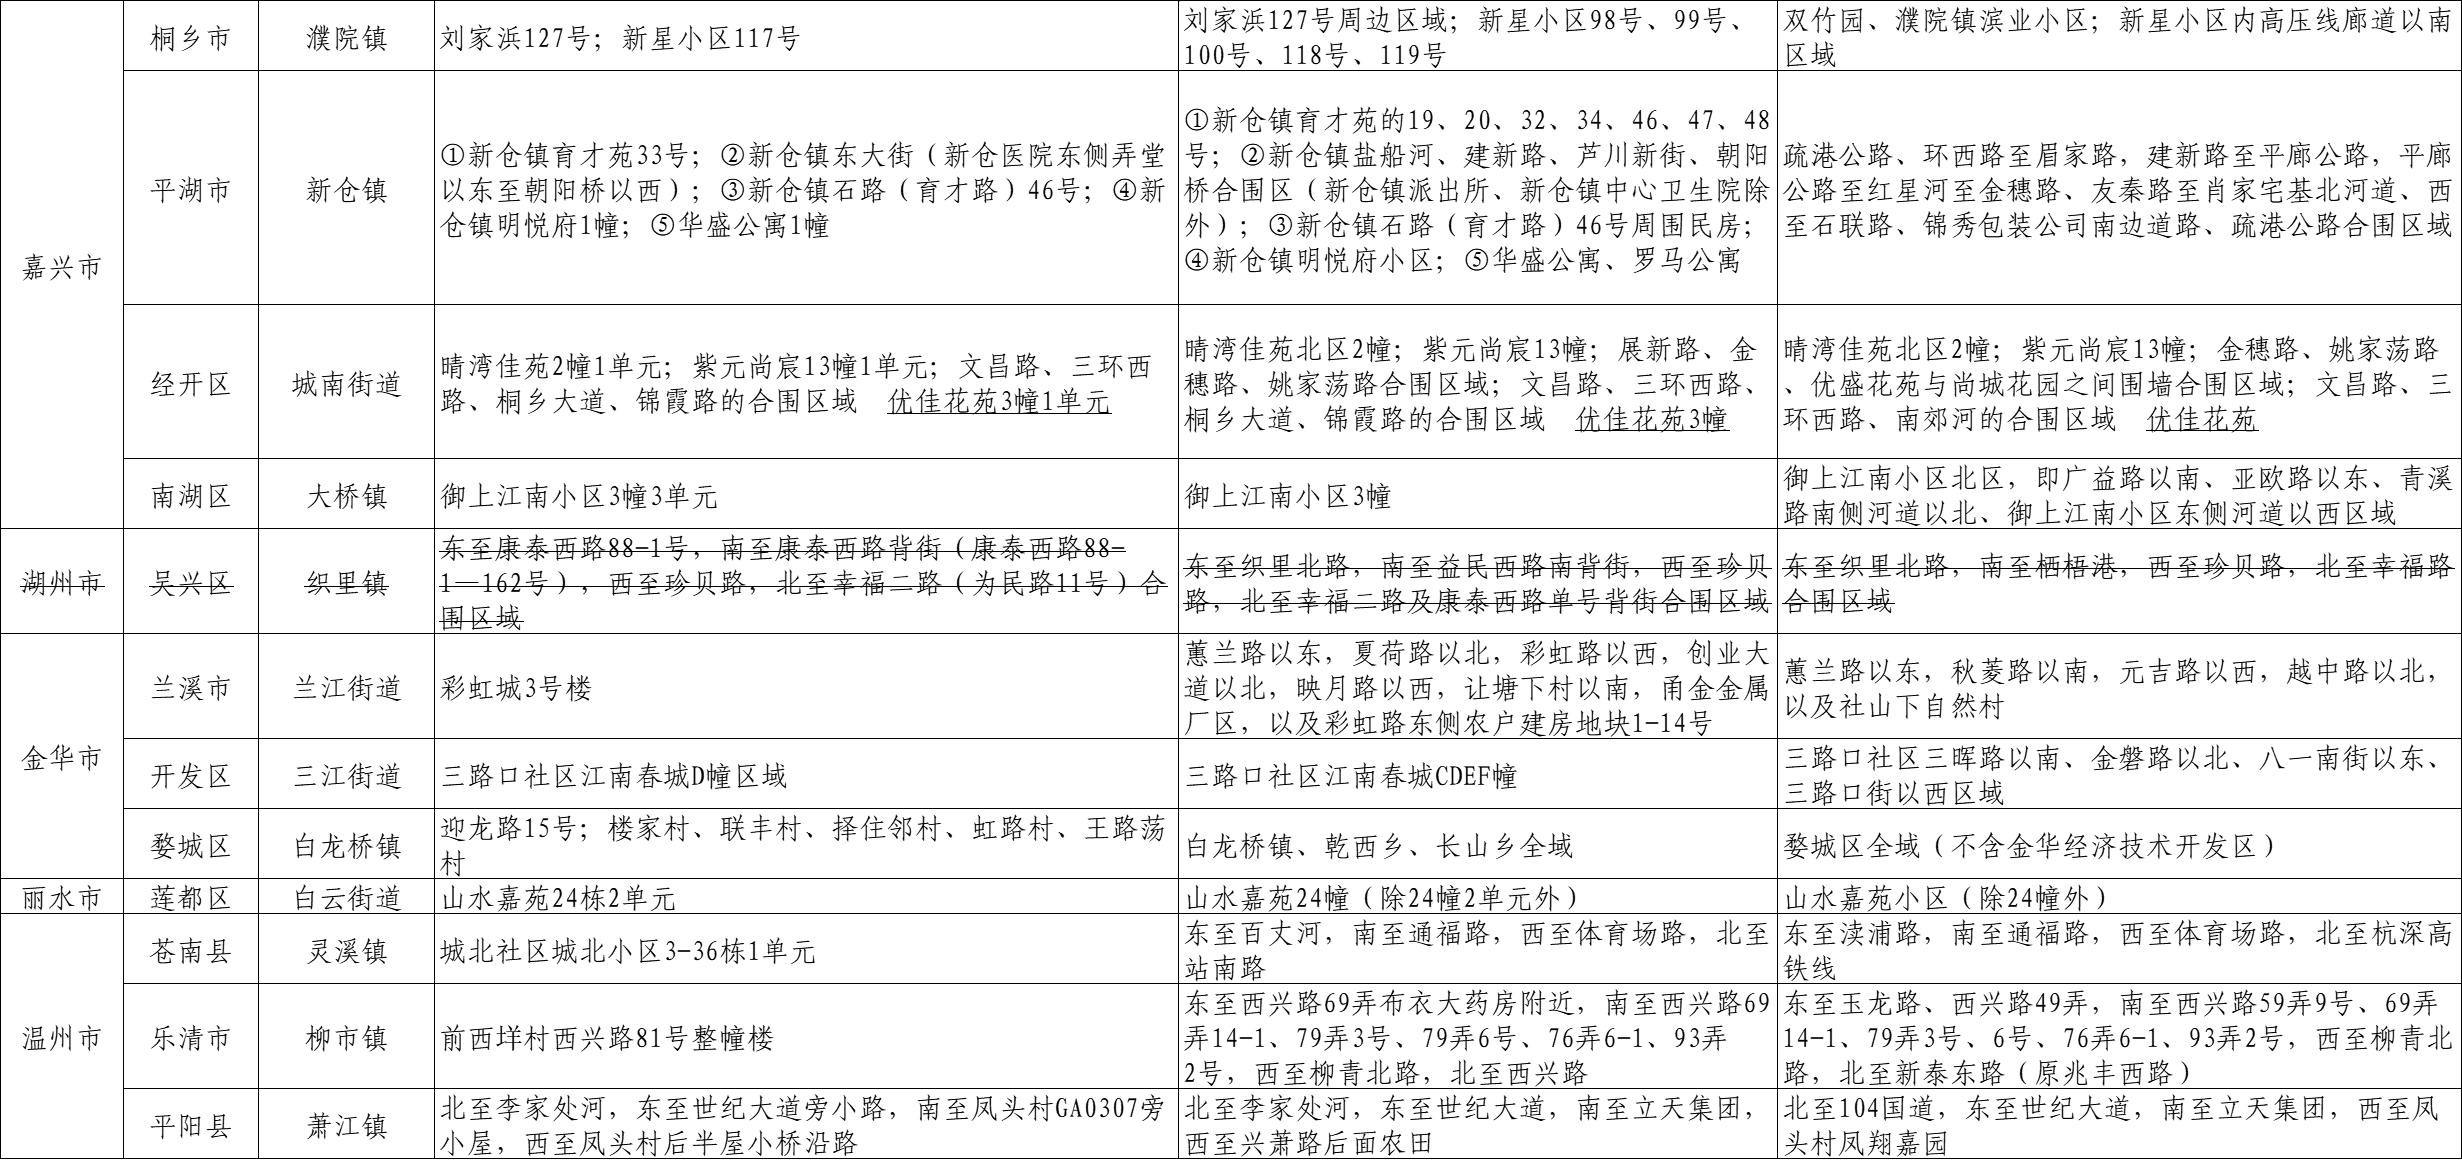 嘉兴市
桐乡市
濮院镇
刘家浜127号；新星小区117号
刘家浜127号周边区域；新星小区98号、99号、
100号、118号、119号
双竹园、濮院镇滨业小区；新星小区内高压线廊道以南
区域
平湖市
新仓镇
①新仓镇育才苑33号；②新仓镇东大街（新仓医院东侧弄堂
以东至朝阳桥以西）；③新仓镇石路（育才路）46号；④新
仓镇明悦府1幢；⑤华盛公寓1幢
①新仓镇育才苑的19、20、32、34、46、47、48
号；②新仓镇盐船河、建新路、芦川新街、朝阳
桥合围区（新仓镇派出所、新仓镇中心卫生院除
外）；③新仓镇石路（育才路）46号周围民房；
④新仓镇明悦府小区；⑤华盛公寓、罗马公寓
疏港公路、环西路至眉家路，建新路至平廊公路，平廊
公路至红星河至金穗路、友秦路至肖家宅基北河道、西
至石联路、锦秀包装公司南边道路、疏港公路合围区域
经开区
城南街道
晴湾佳苑2幢1单元；紫元尚宸13幢1单元；文昌路、三环西
路、桐乡大道、锦霞路的合围区域　优佳花苑3幢1单元
晴湾佳苑北区2幢；紫元尚宸13幢；展新路、金
穗路、姚家荡路合围区域；文昌路、三环西路、
桐乡大道、锦霞路的合围区域　优佳花苑3幢
晴湾佳苑北区2幢；紫元尚宸13幢；金穗路、姚家荡路
、优盛花苑与尚城花园之间围墙合围区域；文昌路、三
环西路、南郊河的合围区域　优佳花苑
南湖区
大桥镇
御上江南小区3幢3单元
御上江南小区3幢
御上江南小区北区，即广益路以南、亚欧路以东、青溪
路南侧河道以北、御上江南小区东侧河道以西区域
湖州市
吴兴区
织里镇
东至康泰西路88-1号，南至康泰西路背街（康泰西路88-
1—162号），西至珍贝路，北至幸福二路（为民路11号）合
围区域
东至织里北路，南至益民西路南背街，西至珍贝
路，北至幸福二路及康泰西路单号背街合围区域
东至织里北路，南至栖梧港，西至珍贝路，北至幸福路
合围区域
金华市
兰溪市
兰江街道
彩虹城3号楼
蕙兰路以东，夏荷路以北，彩虹路以西，创业大
道以北，映月路以西，让塘下村以南，甬金金属
厂区，以及彩虹路东侧农户建房地块1-14号
蕙兰路以东，秋菱路以南，元吉路以西，越中路以北，
以及社山下自然村
开发区
三江街道
三路口社区江南春城D幢区域
三路口社区江南春城CDEF幢
三路口社区三晖路以南、金磐路以北、八一南街以东、
三路口街以西区域
婺城区
白龙桥镇
迎龙路15号；楼家村、联丰村、择住邻村、虹路村、王路荡
村
白龙桥镇、乾西乡、长山乡全域
婺城区全域（不含金华经济技术开发区）
丽水市
莲都区
白云街道
山水嘉苑24栋2单元
山水嘉苑24幢（除24幢2单元外）
山水嘉苑小区（除24幢外）
温州市
苍南县
灵溪镇
城北社区城北小区3-36栋1单元
东至百丈河，南至通福路，西至体育场路，北至
站南路
东至渎浦路，南至通福路，西至体育场路，北至杭深高
铁线
乐清市
柳市镇
前西垟村西兴路81号整幢楼
东至西兴路69弄布衣大药房附近，南至西兴路69
弄14-1、79弄3号、79弄6号、76弄6-1、93弄
2号，西至柳青北路，北至西兴路
东至玉龙路、西兴路49弄，南至西兴路59弄9号、69弄
14-1、79弄3号、6号、76弄6-1、93弄2号，西至柳青北
路，北至新泰东路（原兆丰西路）
平阳县
萧江镇
北至李家处河，东至世纪大道旁小路，南至凤头村GA0307旁
小屋，西至凤头村后半屋小桥沿路
北至李家处河，东至世纪大道，南至立天集团，
西至兴萧路后面农田
北至104国道，东至世纪大道，南至立天集团，西至凤
头村凤翔嘉园